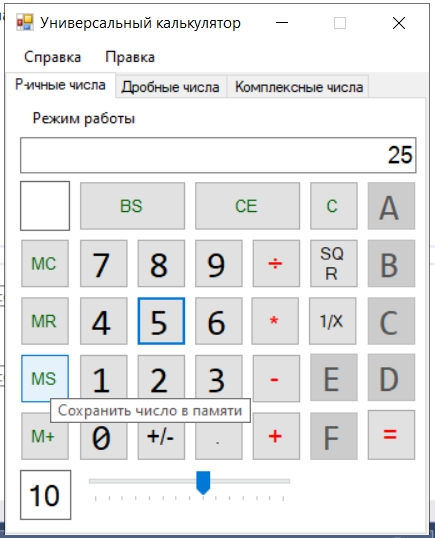 Универсальный калькулятор
Справка Правка
P-ичные числа Дробные числа Комплексные числа
Режим работы
25
BS CE C A
MC 7 8 9 ÷ SQR B
MR 4 5 6 * 1/X C
MS 1 2 3 - E D
Сохранить число в памяти
M+ 0 +/- . + F =
10